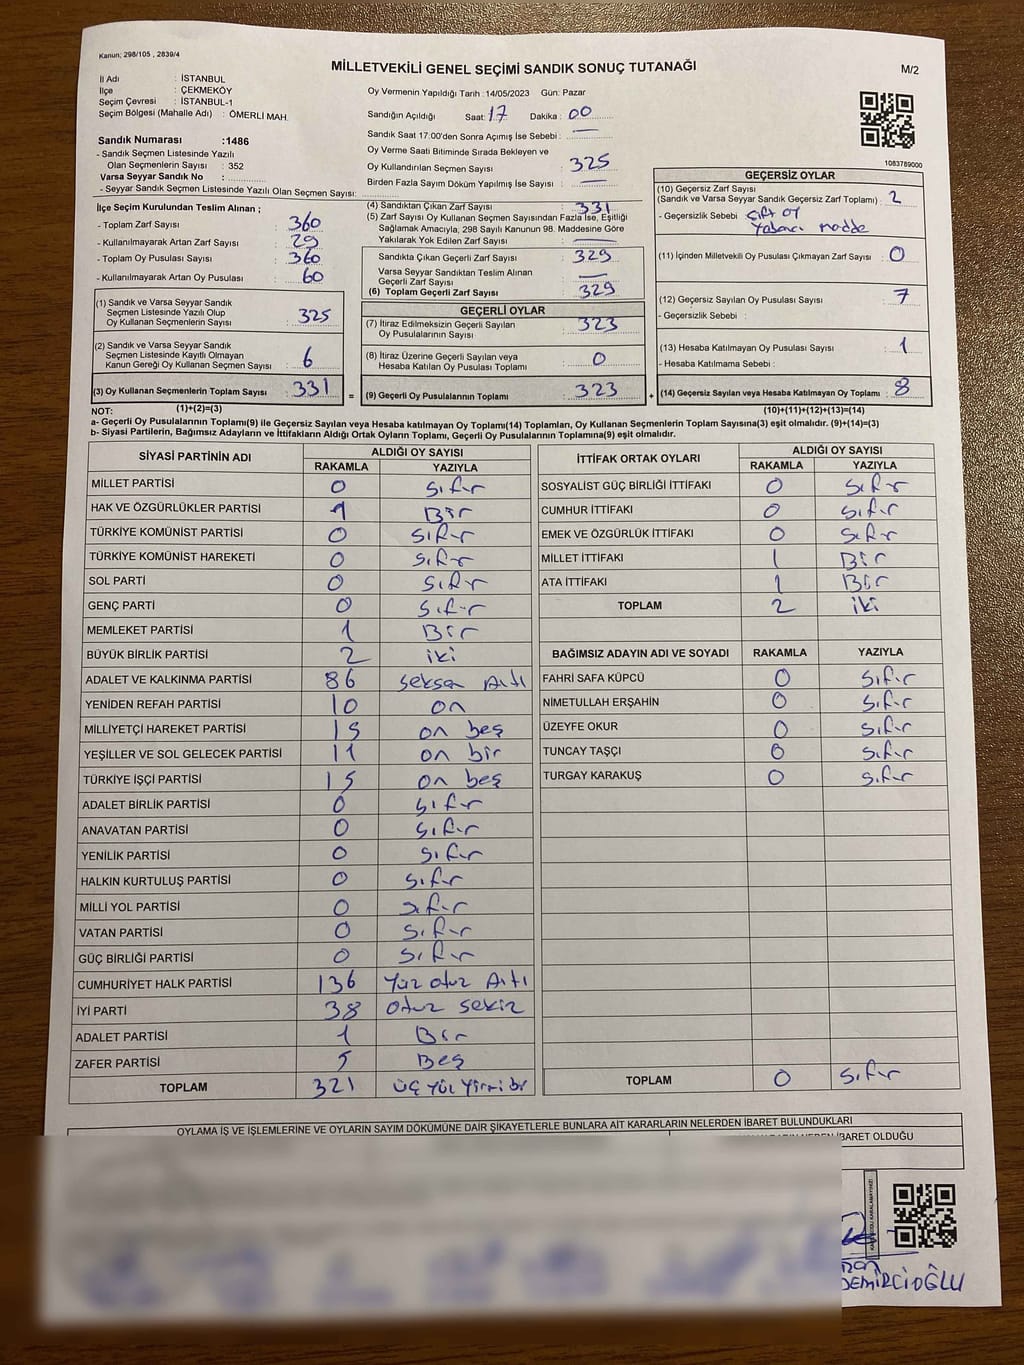 Kanun; 298/105 , 2839/4
MİLLETVEKİLİ GENEL SEÇİMİ SANDIK SONUÇ TUTANAĞI
M/2
İl Adı : İSTANBUL
İlçe : ÇEKMEKÖY
Seçim Çevresi : İSTANBUL-1
Seçim Bölgesi (Mahalle Adı) : ÖMERLİ MAH.
Sandık Numarası :1486
- Sandık Seçmen Listesinde Yazılı
Olan Seçmenlerin Sayısı : 352
Varsa Seyyar Sandık No :
- Seyyar Sandık Seçmen Listesinde Yazılı Olan Seçmen Sayısı:
Oy Vermenin Yapıldığı Tarih : 14/05/2023 Gün: Pazar
Sandığın Açıldığı Saat: 17 Dakika : 00
Sandık Saat 17:00'den Sonra Açımış İse Sebebi : —
Oy Verme Saati Bitiminde Sırada Bekleyen ve
Oy Kullandırılan Seçmen Sayısı : 325
Birden Fazla Sayım Döküm Yapılmış İse Sayısı : —
1083789000
İlçe Seçim Kurulundan Teslim Alınan ;
- Toplam Zarf Sayısı : 360
- Kullanılmayarak Artan Zarf Sayısı : 29
- Toplam Oy Pusulası Sayısı : 360
- Kullanılmayarak Artan Oy Pusulası : 60
(1) Sandık ve Varsa Seyyar Sandık
Seçmen Listesinde Yazılı Olup
Oy Kullanan Seçmenlerin Sayısı : 325
(2) Sandık ve Varsa Seyyar Sandık
Seçmen Listesinde Kayıtlı Olmayan
Kanun Gereği Oy Kullanan Seçmen Sayısı : 6
(3) Oy Kullanan Seçmenlerin Toplam Sayısı : 331 =
(4) Sandıktan Çıkan Zarf Sayısı : 331
(5) Zarf Sayısı Oy Kullanan Seçmen Sayısından Fazla İse, Eşitliği
Sağlamak Amacıyla, 298 Sayılı Kanunun 98. Maddesine Göre
Yakılarak Yok Edilen Zarf Sayısı : —
Sandıkta Çıkan Geçerli Zarf Sayısı : 329
Varsa Seyyar Sandıktan Teslim Alınan
Geçerli Zarf Sayısı : —
(6) Toplam Geçerli Zarf Sayısı : 329
GEÇERLİ OYLAR
(7) İtiraz Edilmeksizin Geçerli Sayılan
Oy Pusulalarının Sayısı : 323
(8) İtiraz Üzerine Geçerli Sayılan veya
Hesaba Katılan Oy Pusulası Toplamı : 0
(9) Geçerli Oy Pusulalarının Toplamı : 323 +
GEÇERSİZ OYLAR
(10) Geçersiz Zarf Sayısı
(Sandık ve Varsa Seyyar Sandık Geçersiz Zarf Toplamı) : 2
- Geçersizlik Sebebi : çift oy
Yabancı madde
(11) İçinden Milletvekili Oy Pusulası Çıkmayan Zarf Sayısı : 0
(12) Geçersiz Sayılan Oy Pusulası Sayısı : 7
- Geçersizlik Sebebi :
(13) Hesaba Katılmayan Oy Pusulası Sayısı : 1
- Hesaba Katılmama Sebebi :
(14) Geçersiz Sayılan veya Hesaba Katılmayan Oy Toplamı : 8
NOT: (1)+(2)=(3)
(10)+(11)+(12)+(13)=(14)
a- Geçerli Oy Pusulalarının Toplamı(9) ile Geçersiz Sayılan veya Hesaba Katılmayan oy Toplamı(14) Toplamları, Oy Kullanan Seçmenlerin Toplam Sayısına(3) eşit olmalıdır. (9)+(14)=(3)
b- Siyasi Partilerin, Bağımsız Adayların ve İttifakların Aldığı Ortak Oyların Toplamı, Geçerli Oy Pusulalarının Toplamına(9) eşit olmalıdır.
SİYASİ PARTİNİN ADI ALDIĞI OY SAYISI
RAKAMLA YAZIYLA
MİLLET PARTİSİ 0 sıfır
HAK VE ÖZGÜRLÜKLER PARTİSİ 1 Bir
TÜRKİYE KOMÜNİST PARTİSİ 0 sıfır
TÜRKİYE KOMÜNİST HAREKETİ 0 sıfır
SOL PARTİ 0 sıfır
GENÇ PARTİ 0 sıfır
MEMLEKET PARTİSİ 1 Bir
BÜYÜK BİRLİK PARTİSİ 2 iki
ADALET VE KALKINMA PARTİSİ 86 seksen Altı
YENİDEN REFAH PARTİSİ 10 on
MİLLİYETÇİ HAREKET PARTİSİ 15 on beş
YEŞİLLER VE SOL GELECEK PARTİSİ 11 on bir
TÜRKİYE İŞÇİ PARTİSİ 15 on beş
ADALET BİRLİK PARTİSİ 0 sıfır
ANAVATAN PARTİSİ 0 sıfır
YENİLİK PARTİSİ 0 sıfır
HALKIN KURTULUŞ PARTİSİ 0 sıfır
MİLLİ YOL PARTİSİ 0 sıfır
VATAN PARTİSİ 0 sıfır
GÜÇ BİRLİĞİ PARTİSİ 0 sıfır
CUMHURİYET HALK PARTİSİ 136 Yüz otuz Altı
İYİ PARTİ 38 otuz sekiz
ADALET PARTİSİ 1 Bir
ZAFER PARTİSİ 5 Beş
TOPLAM 321 üç yüz yirmi bir
İTTİFAK ORTAK OYLARI ALDIĞI OY SAYISI
RAKAMLA YAZIYLA
SOSYALİST GÜÇ BİRLİĞİ İTTİFAKI 0 sıfır
CUMHUR İTTİFAKI 0 sıfır
EMEK VE ÖZGÜRLÜK İTTİFAKI 0 sıfır
MİLLET İTTİFAKI 1 Bir
ATA İTTİFAKI 1 Bir
TOPLAM 2 iki
BAĞIMSIZ ADAYIN ADI VE SOYADI RAKAMLA YAZIYLA
FAHRİ SAFA KÜPCÜ 0 sıfır
NİMETULLAH ERŞAHİN 0 sıfır
ÜZEYFE OKUR 0 sıfır
TUNCAY TAŞÇI 0 sıfır
TURGAY KARAKUŞ 0 sıfır
TOPLAM 0 sıfır
OYLAMA İŞ VE İŞLEMLERİNE VE OYLARIN SAYIM DÖKÜMÜNE DAİR ŞİKAYETLERLE BUNLARA AİT KARARLARIN NELERDEN İBARET BULUNDUKLARI
İBARET OLDUĞU
DEMİRCİOĞLU